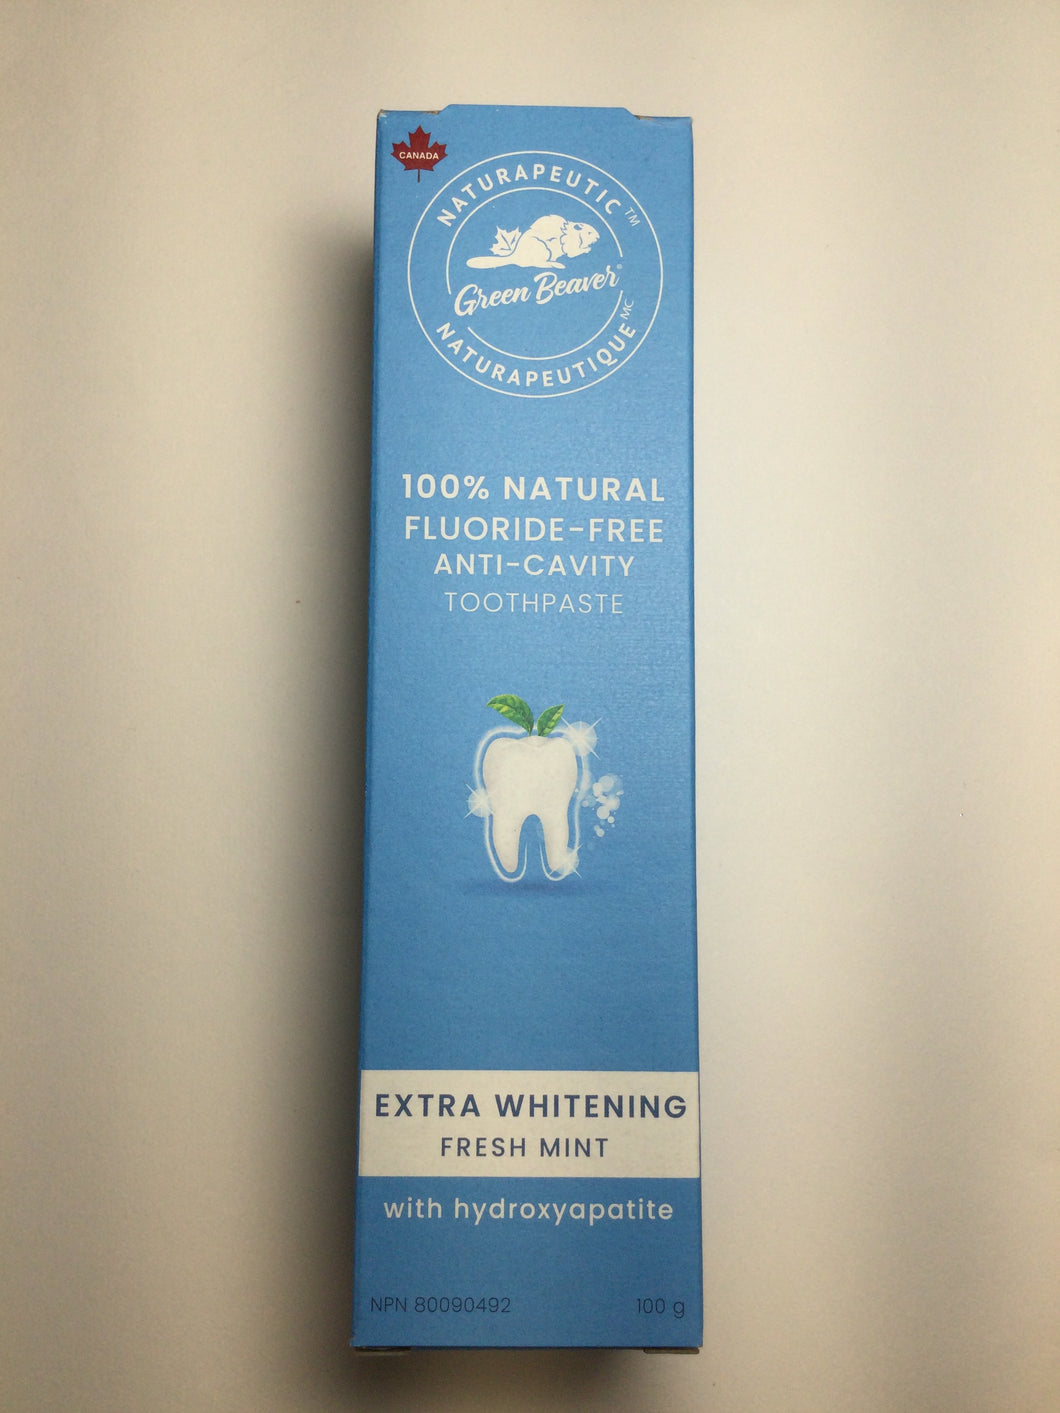 CANADA
NATURAPEUTIC™
Green Beaver®
NATURAPEUTIQUE MC
100% NATURAL
FLUORIDE-FREE
ANTI-CAVITY
TOOTHPASTE
EXTRA WHITENING
FRESH MINT
with hydroxyapatite
NPN 80090492 100 g